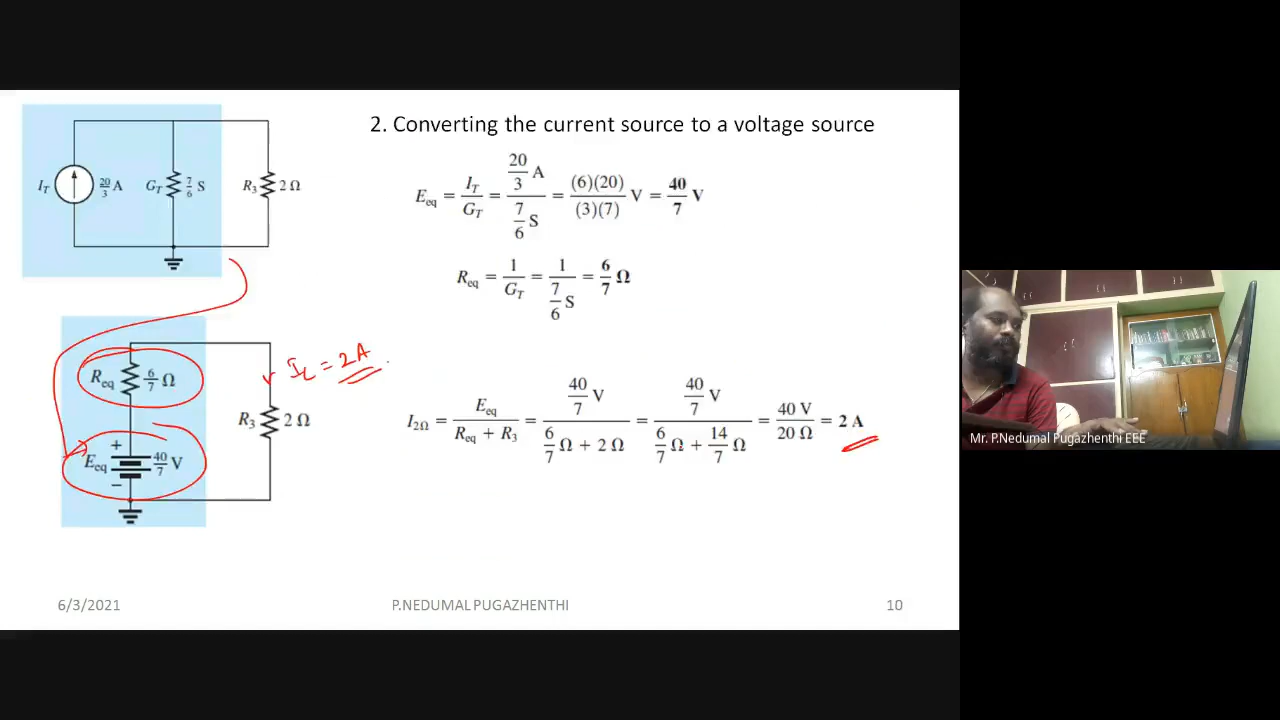 2. Converting the current source to a voltage source
I_T 20/3 A G_T 7/6 S R₃ 2 Ω
E_eq = I_T/G_T = (20/3 A)/(7/6 S) = (6)(20)/(3)(7) V = 40/7 V
R_eq = 1/G_T = 1/(7/6 S) = 6/7 Ω
R_eq 6/7 Ω
I_L = 2A
R₃ 2 Ω
+
E_eq 40/7 V
−
I_2Ω = E_eq/(R_eq + R₃) = (40/7 V)/(6/7 Ω + 2 Ω) = (40/7 V)/(6/7 Ω + 14/7 Ω) = 40 V/20 Ω = 2 A
Mr. P.Nedumal Pugazhenthi EEE
6/3/2021 P.NEDUMAL PUGAZHENTHI 10